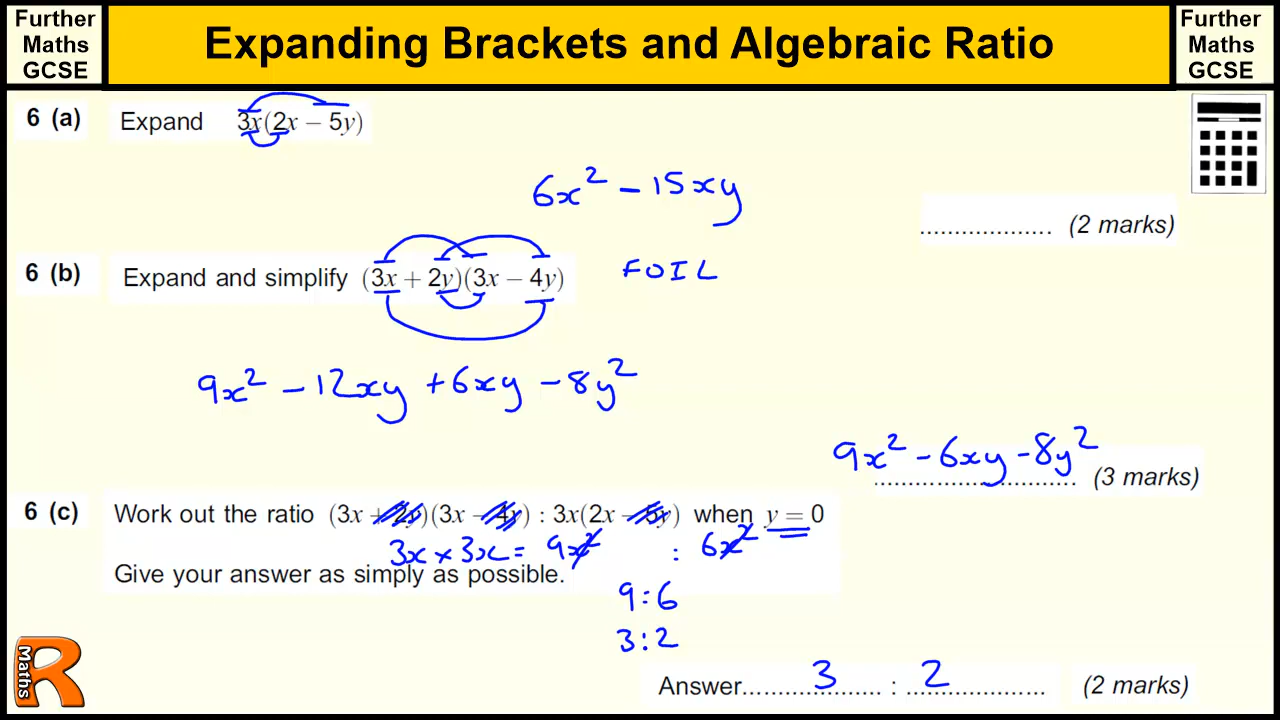 Further
Maths
GCSE
Expanding Brackets and Algebraic Ratio
Further
Maths
GCSE
6 (a) Expand 3x(2x − 5y)
6x² − 15xy
.................... (2 marks)
6 (b) Expand and simplify (3x + 2y)(3x − 4y) FOIL
9x² − 12xy + 6xy − 8y²
9x² − 6xy − 8y²
.............................. (3 marks)
6 (c) Work out the ratio (3x + 2y)(3x − 4y) : 3x(2x − 5y) when y = 0
3x × 3x = 9x² : 6x²
Give your answer as simply as possible.
9 : 6
3 : 2
Answer..........3.......... : ..........2.......... (2 marks)
R
Maths